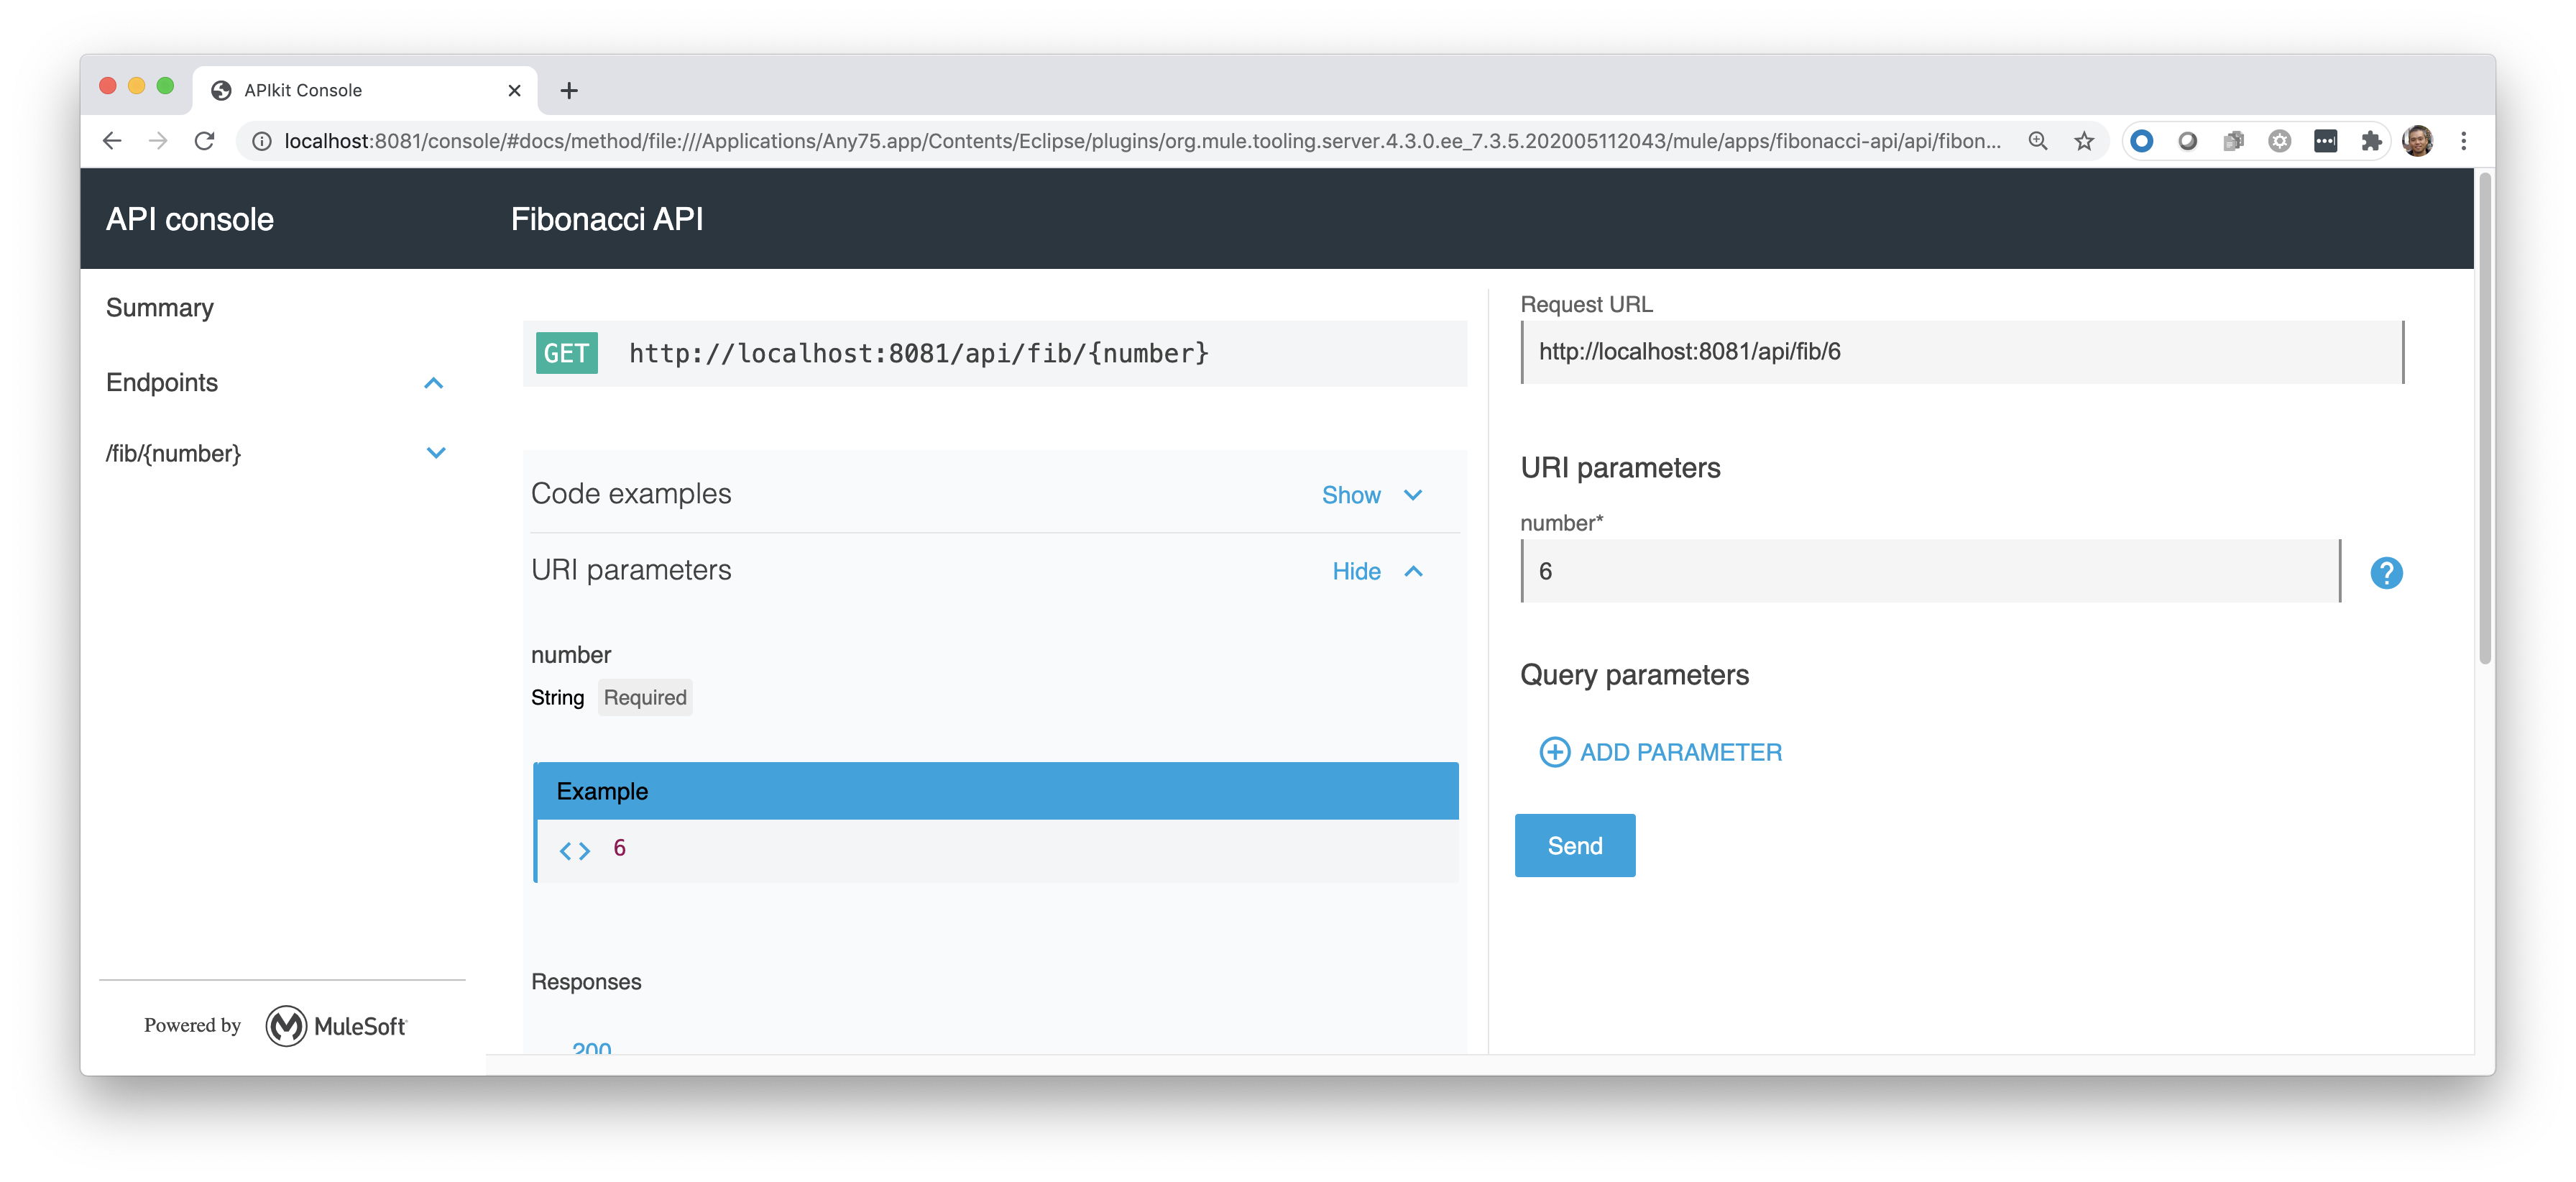 APIkit Console
localhost:8081/console/#docs/method/file:///Applications/Any75.app/Contents/Eclipse/plugins/org.mule.tooling.server.4.3.0.ee_7.3.5.202005112043/mule/apps/fibonacci-api/api/fibon...
API console
Fibonacci API
Summary
Endpoints
/fib/{number}
Powered by MuleSoft
GET http://localhost:8081/api/fib/{number}
Code examples Show
URI parameters Hide
number
String Required
Example
6
Responses
200
Request URL
http://localhost:8081/api/fib/6
URI parameters
number*
6
?
Query parameters
ADD PARAMETER
Send